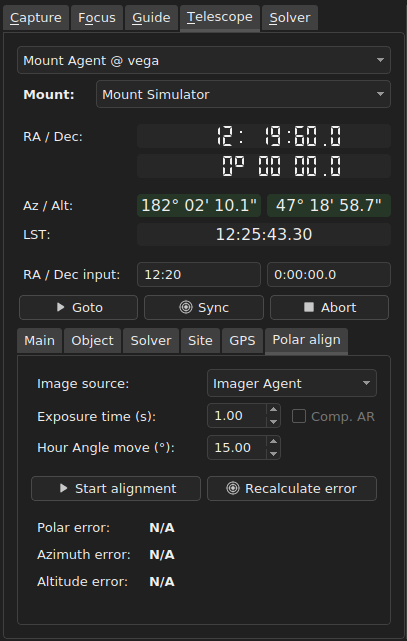 Capture Focus Guide Telescope Solver
Mount Agent @ vega
Mount: Mount Simulator
RA / Dec: 12: 19:60.0
0° 00 00.0
Az / Alt: 182° 02' 10.1" 47° 18' 58.7"
LST: 12:25:43.30
RA / Dec input: 12:20 0:00:00.0
Goto Sync Abort
Main Object Solver Site GPS Polar align
Image source: Imager Agent
Exposure time (s): 1.00 Comp. AR
Hour Angle move (°): 15.00
Start alignment Recalculate error
Polar error: N/A
Azimuth error: N/A
Altitude error: N/A